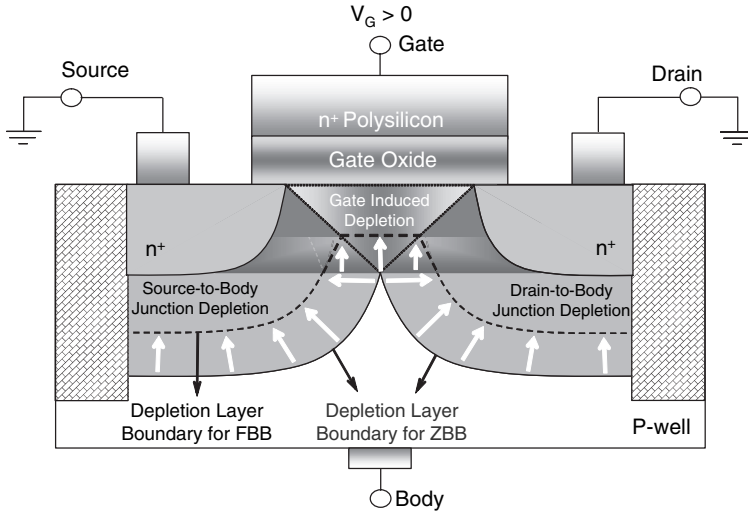 V_G > 0
Gate
Source
Drain
n+ Polysilicon
Gate Oxide
Gate Induced
Depletion
n+
n+
Source-to-Body
Junction Depletion
Drain-to-Body
Junction Depletion
Depletion Layer
Boundary for FBB
Depletion Layer
Boundary for ZBB
P-well
Body